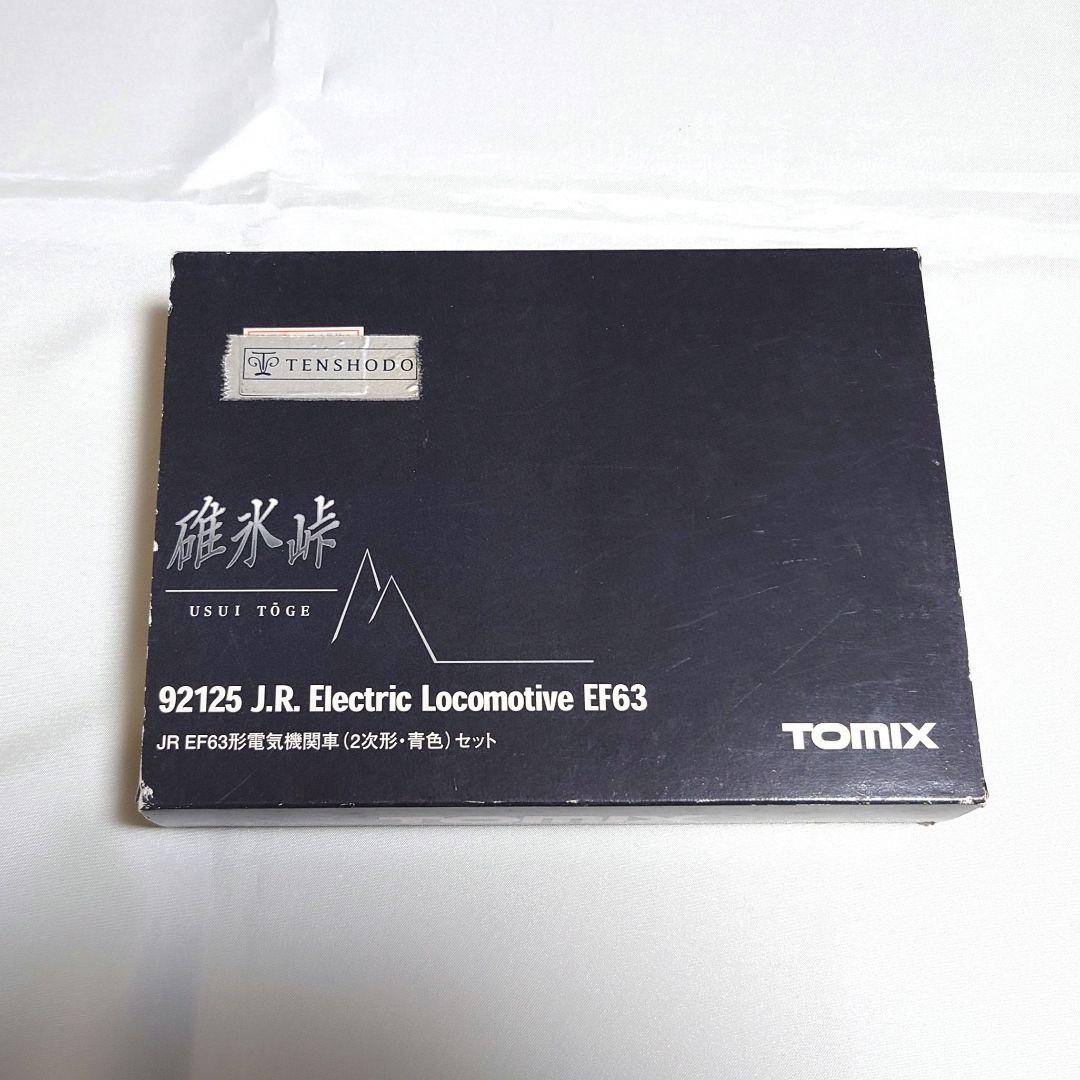 TENSHODO
碓氷峠
USUI TŌGE
92125 J.R. Electric Locomotive EF63
JR EF63形電気機関車(2次形・青色)セット
TOMIX
TOMIX